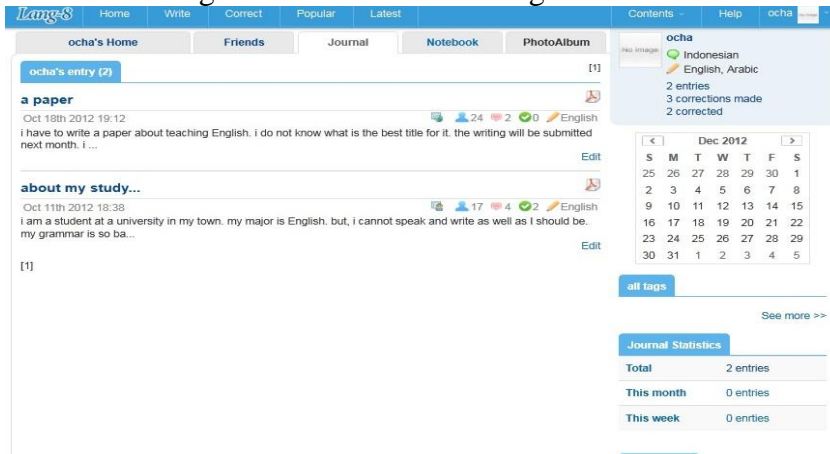 Lang-8 Home Write Correct Popular Latest Contents Help ocha
ocha's Home Friends Journal Notebook PhotoAlbum
ocha's entry (2) [1]
a paper
Oct 18th 2012 19:12 24 2 0 English
i have to write a paper about teaching English. i do not know what is the best title for it. the writing will be submitted
next month. i ...
Edit
about my study...
Oct 11th 2012 18:38 17 4 2 English
i am a student at a university in my town. my major is English. but, i cannot speak and write as well as I should be.
my grammar is so ba...
Edit
[1]
No image
ocha
Indonesian
English, Arabic
2 entries
3 corrections made
2 corrected
< Dec 2012 >
S M T W T F S
25 26 27 28 29 30 1
2 3 4 5 6 7 8
9 10 11 12 13 14 15
16 17 18 19 20 21 22
23 24 25 26 27 28 29
30 31 1 2 3 4 5
all tags
See more >>
Journal Statistics
Total 2 entries
This month 0 entries
This week 0 enrties